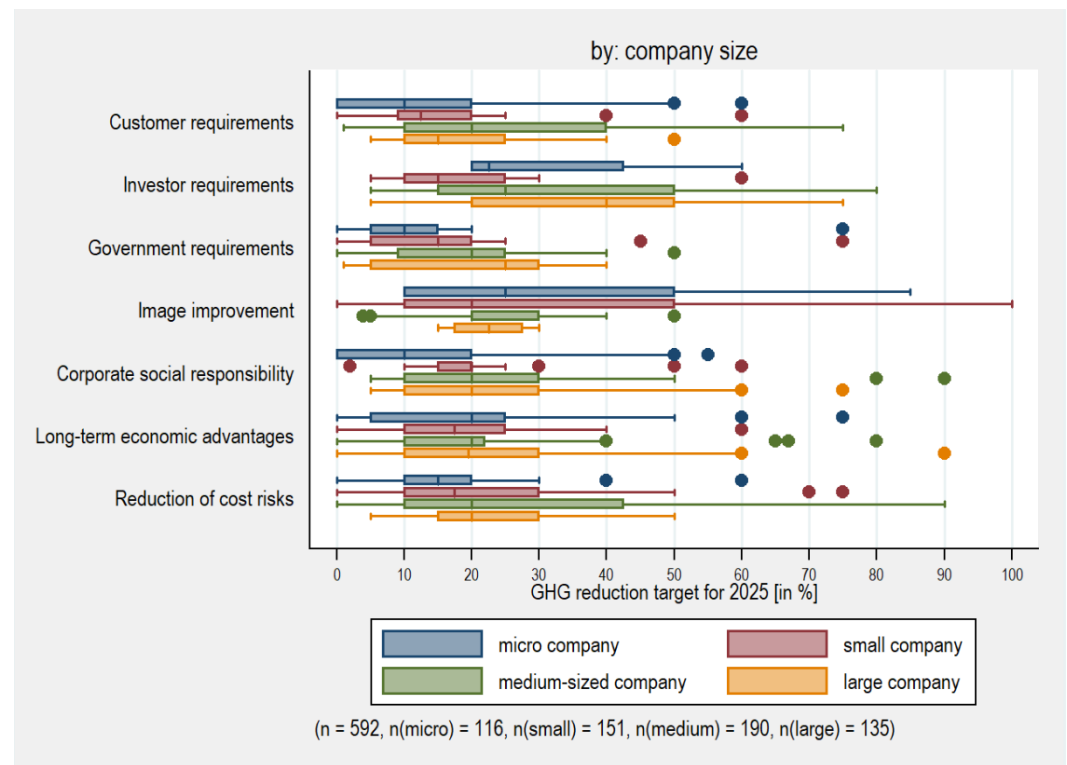 by: company size
Customer requirements
Investor requirements
Government requirements
Image improvement
Corporate social responsibility
Long-term economic advantages
Reduction of cost risks
0 10 20 30 40 50 60 70 80 90 100
GHG reduction target for 2025 [in %]
micro company small company
medium-sized company large company
(n = 592, n(micro) = 116, n(small) = 151, n(medium) = 190, n(large) = 135)